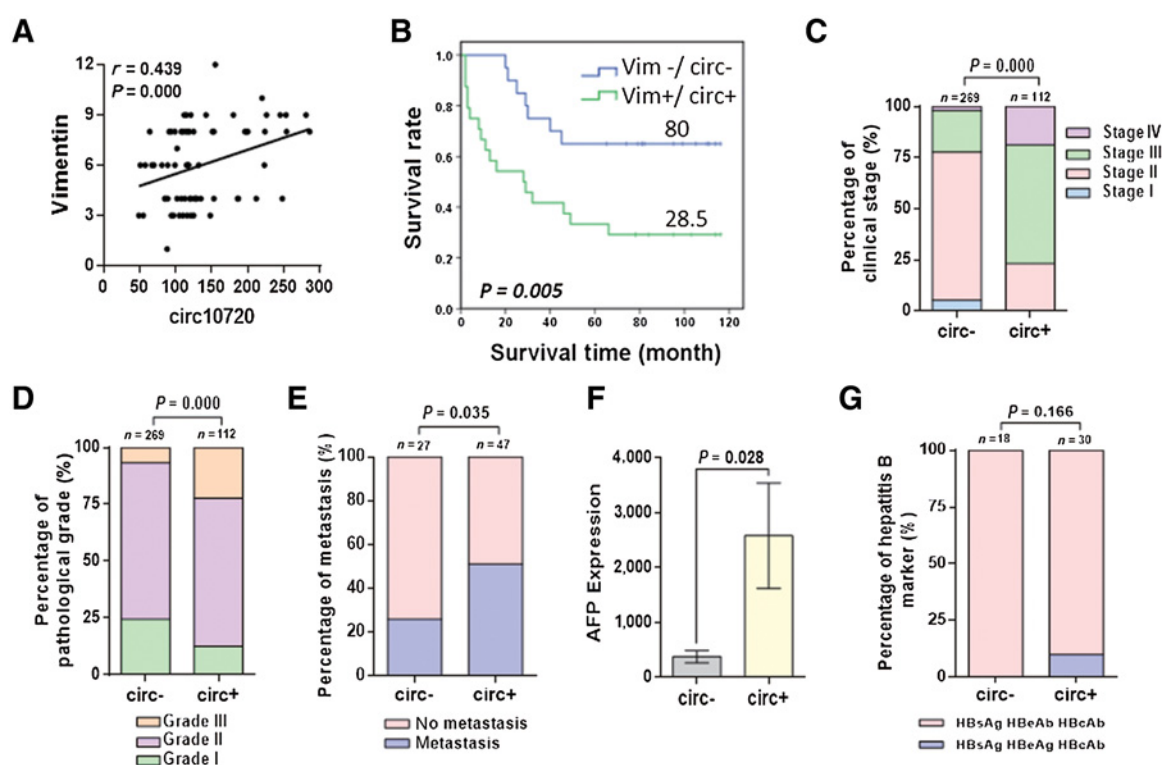 A
r = 0.439
P = 0.000
12
9
6
3
0
Vimentin
0 50 100 150 200 250 300
circ10720
B
1.0
0.8
0.6
0.4
0.2
0.0
Survival rate
Vim -/ circ-
Vim+/ circ+
80
28.5
P = 0.005
0 20 40 60 80 100 120
Survival time (month)
C
P = 0.000
n = 269 n = 112
100
75
50
25
0
Percentage of
clinical stage (%)
circ- circ+
Stage IV
Stage III
Stage II
Stage I
D
P = 0.000
n = 269 n = 112
100
75
50
25
0
Percentage of
pathological grade (%)
circ- circ+
Grade III
Grade II
Grade I
E
P = 0.035
n = 27 n = 47
100
80
60
40
20
0
Percentage of metastasis (%)
circ- circ+
No metastasis
Metastasis
F
P = 0.028
4,000
3,000
2,000
1,000
0
AFP Expression
circ- circ+
G
P = 0.166
n = 18 n = 30
100
75
50
25
0
Percentage of hepatitis B
marker (%)
circ- circ+
HBsAg HBeAb HBcAb
HBsAg HBeAg HBcAb